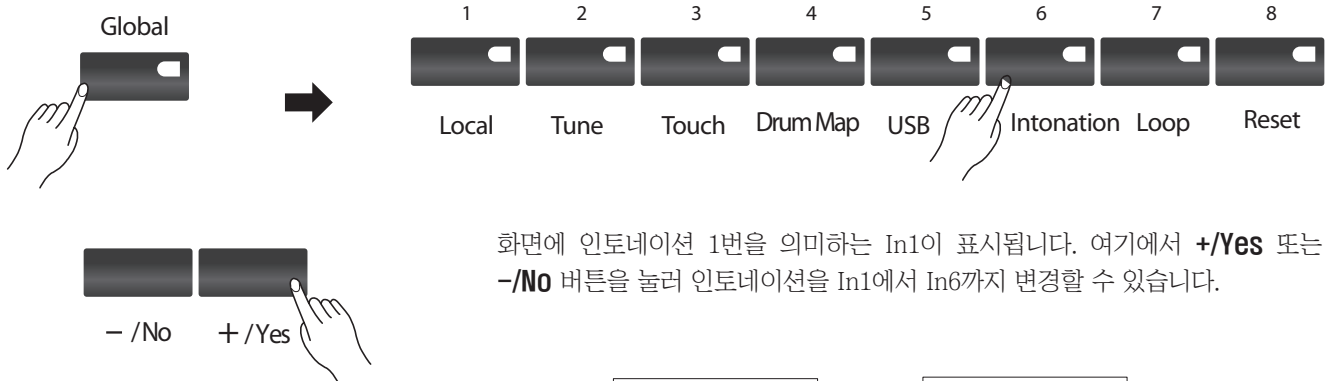 Global
1 2 3 4 5 6 7 8
Local Tune Touch Drum Map USB Intonation Loop Reset
화면에 인토네이션 1번을 의미하는 In1이 표시됩니다. 여기에서 +/Yes 또는
-/No 버튼을 눌러 인토네이션을 In1에서 In6까지 변경할 수 있습니다.
− /No + /Yes